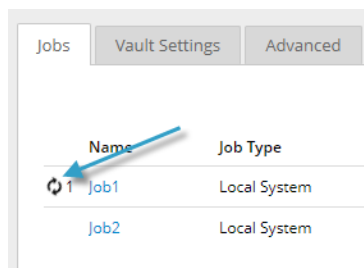 Jobs Vault Settings Advanced
Name Job Type
1 Job1 Local System
Job2 Local System